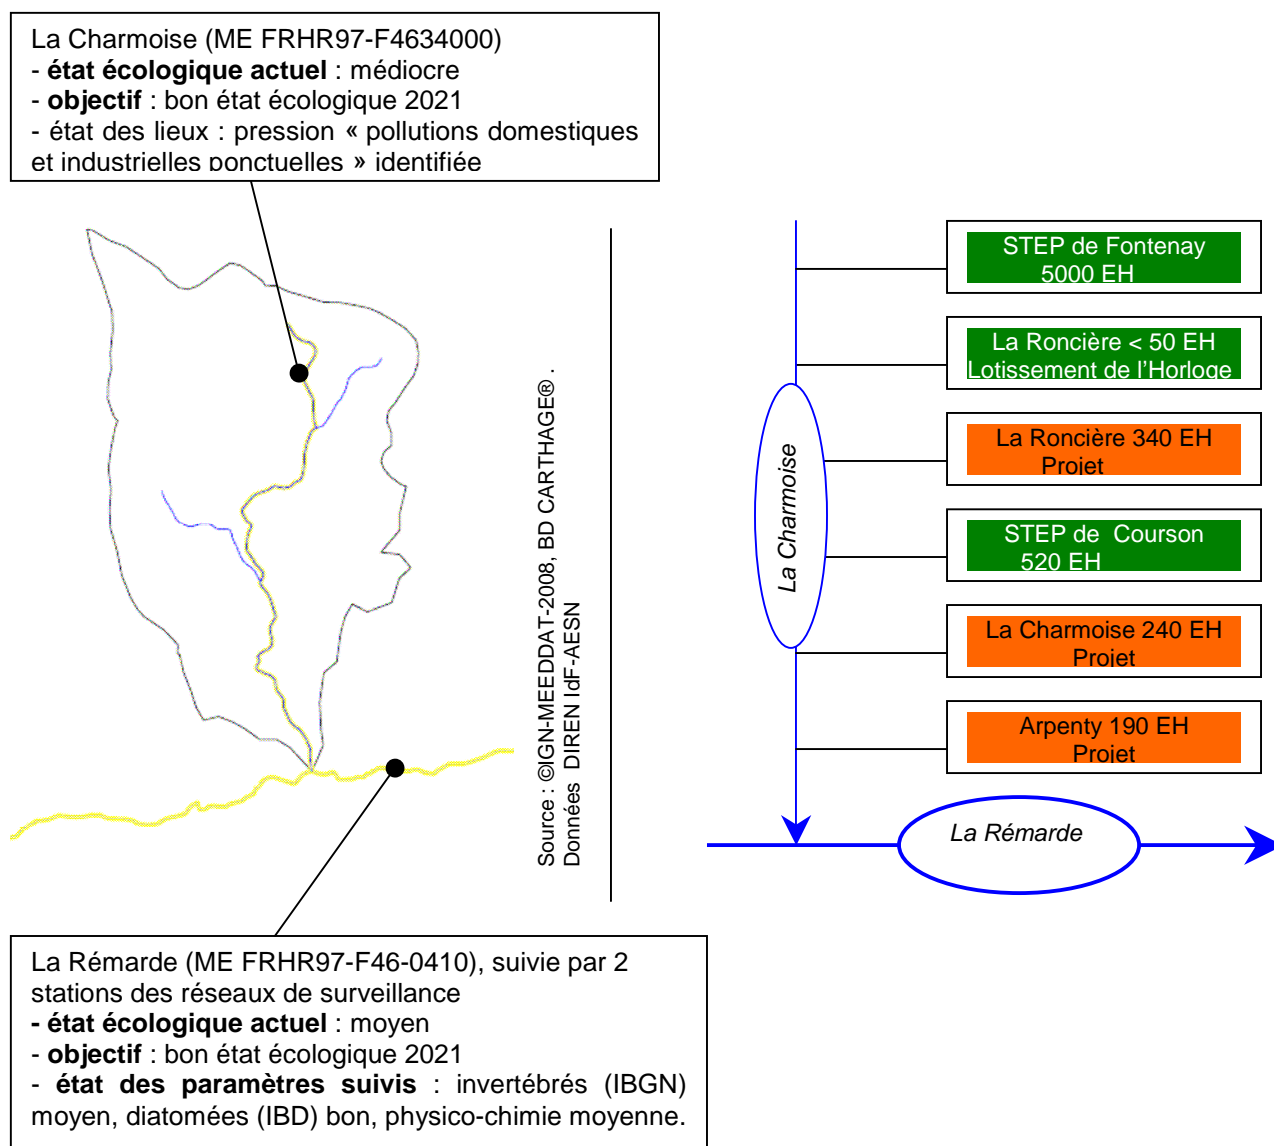 La Charmoise (ME FRHR97-F4634000)
- état écologique actuel : médiocre
- objectif : bon état écologique 2021
- état des lieux : pression « pollutions domestiques
et industrielles ponctuelles » identifiée
Source : ©IGN-MEEDDAT-2008, BD CARTHAGE® .
Données DIREN IdF-AESN
STEP de Fontenay
5000 EH
La Roncière < 50 EH
Lotissement de l'Horloge
La Roncière 340 EH
Projet
STEP de Courson
520 EH
La Charmoise 240 EH
Projet
Arpenty 190 EH
Projet
La Charmoise
La Rémarde
La Rémarde (ME FRHR97-F46-0410), suivie par 2
stations des réseaux de surveillance
- état écologique actuel : moyen
- objectif : bon état écologique 2021
- état des paramètres suivis : invertébrés (IBGN)
moyen, diatomées (IBD) bon, physico-chimie moyenne.